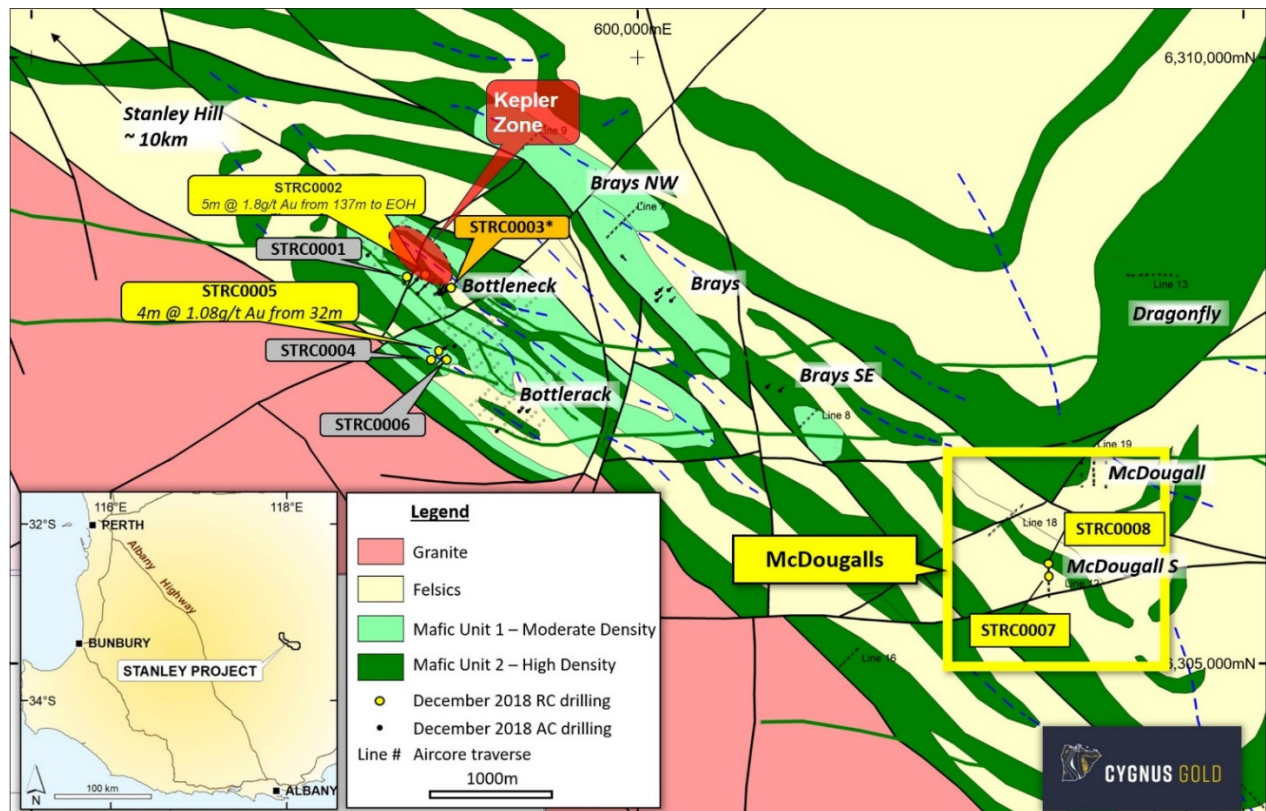 600,000mE
6,310,000mN
Stanley Hill
~ 10km
Kepler
Zone
Line 9
STRC0002
5m @ 1.8g/t Au from 137m to EOH
Brays NW
Line 7
STRC0001
STRC0003*
Bottleneck
Brays
Line 13
Dragonfly
STRC0005
4m @ 1.08g/t Au from 32m
STRC0004
Brays SE
STRC0006
Bottlerack
Line 8
Line 19
McDougall
Line 18
STRC0008
McDougalls
McDougall S
STRC0007
Line 16
6,305,000mN
116°E
118°E
32°S
PERTH
Albany
Highway
BUNBURY
STANLEY PROJECT
34°S
100 km
ALBANY
Legend
Granite
Felsics
Mafic Unit 1 – Moderate Density
Mafic Unit 2 – High Density
December 2018 RC drilling
December 2018 AC drilling
Line # Aircore traverse
1000m
CYGNUS GOLD